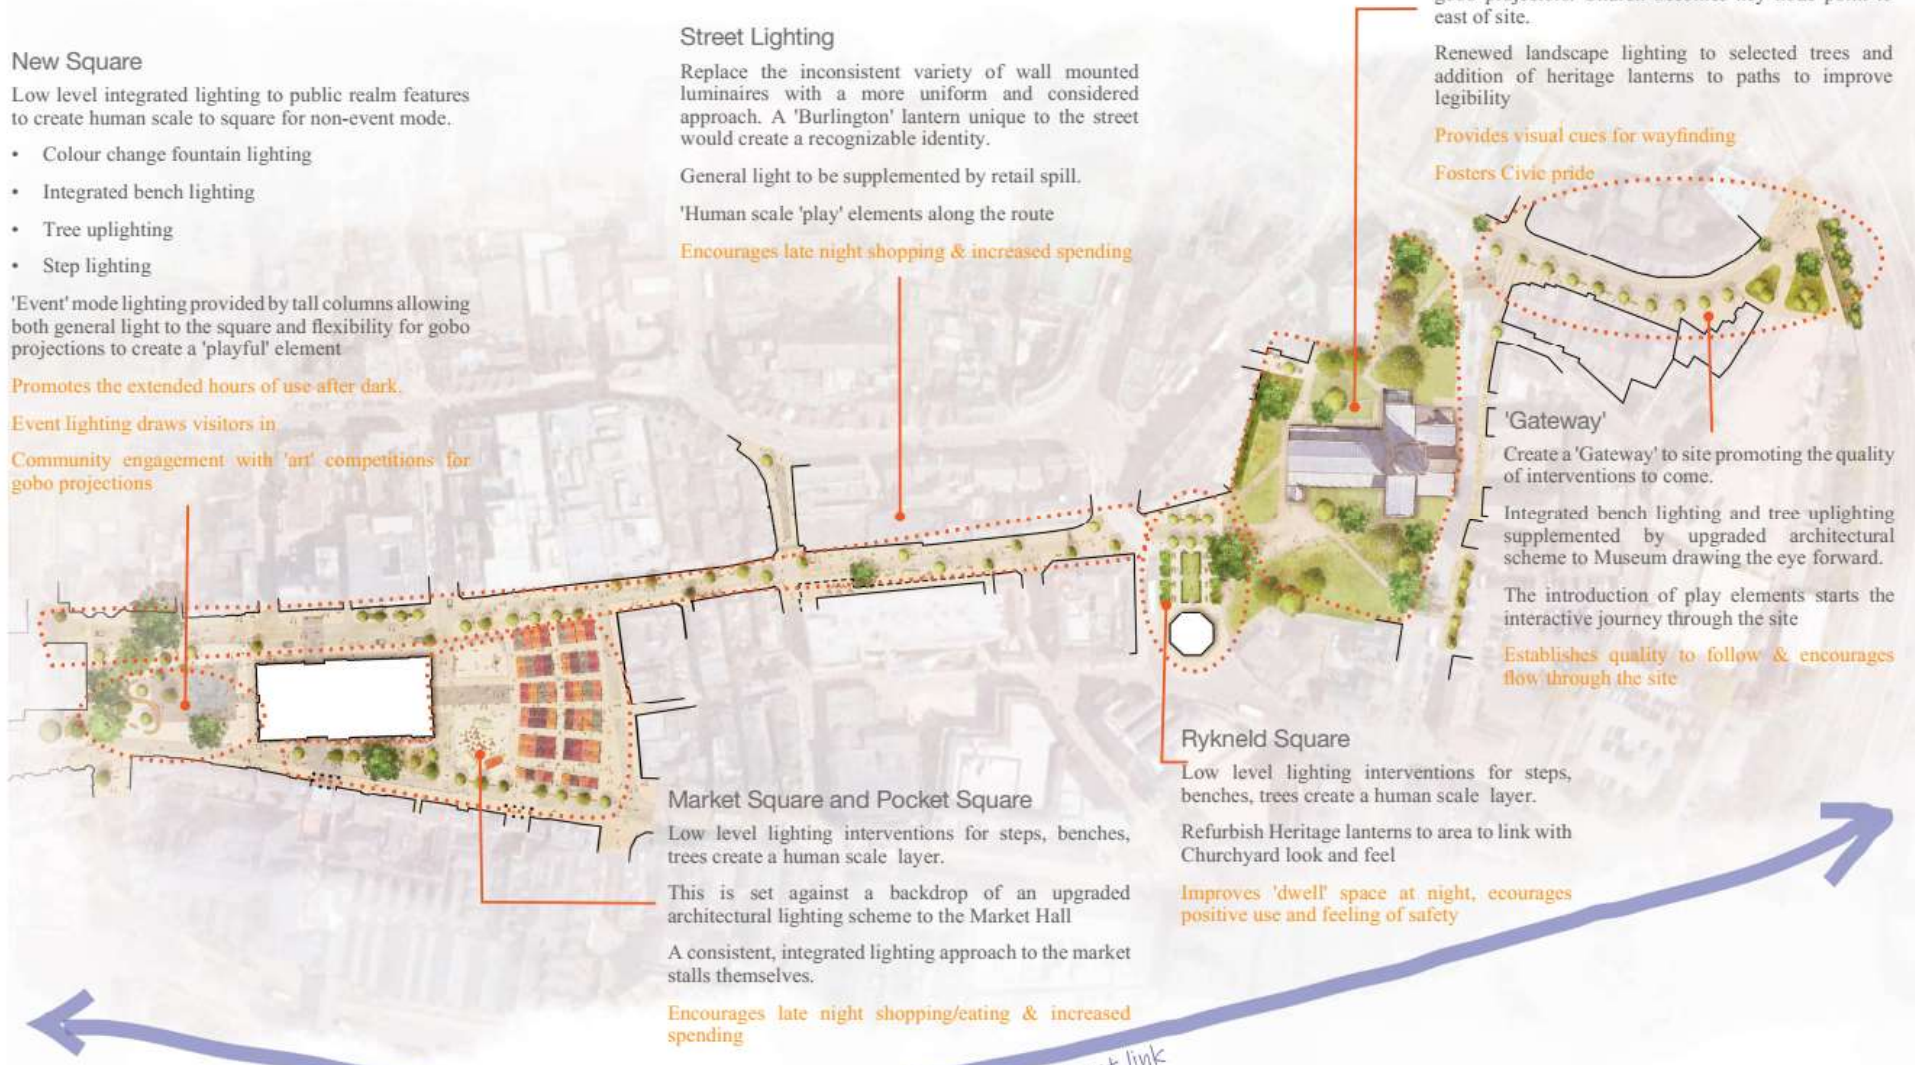 New Square
Low level integrated lighting to public realm features
to create human scale to square for non-event mode.
• Colour change fountain lighting
• Integrated bench lighting
• Tree uplighting
• Step lighting
'Event' mode lighting provided by tall columns allowing
both general light to the square and flexibility for gobo
projections to create a 'playful' element
Promotes the extended hours of use after dark.
Event lighting draws visitors in
Community engagement with 'art' competitions for
gobo projections
Street Lighting
Replace the inconsistent variety of wall mounted
luminaires with a more uniform and considered
approach. A 'Burlington' lantern unique to the street
would create a recognizable identity.
General light to be supplemented by retail spill.
'Human scale 'play' elements along the route
Encourages late night shopping & increased spending
east of site.
Renewed landscape lighting to selected trees and
addition of heritage lanterns to paths to improve
legibility
Provides visual cues for wayfinding
Fosters Civic pride
'Gateway'
Create a 'Gateway' to site promoting the quality
of interventions to come.
Integrated bench lighting and tree uplighting
supplemented by upgraded architectural
scheme to Museum drawing the eye forward.
The introduction of play elements starts the
interactive journey through the site
Establishes quality to follow & encourages
flow through the site
Market Square and Pocket Square
Low level lighting interventions for steps, benches,
trees create a human scale layer.
This is set against a backdrop of an upgraded
architectural lighting scheme to the Market Hall
A consistent, integrated lighting approach to the market
stalls themselves.
Encourages late night shopping/eating & increased
spending
Rykneld Square
Low level lighting interventions for steps,
benches, trees create a human scale layer.
Refurbish Heritage lanterns to area to link with
Churchyard look and feel
Improves 'dwell' space at night, ecourages
positive use and feeling of safety
link